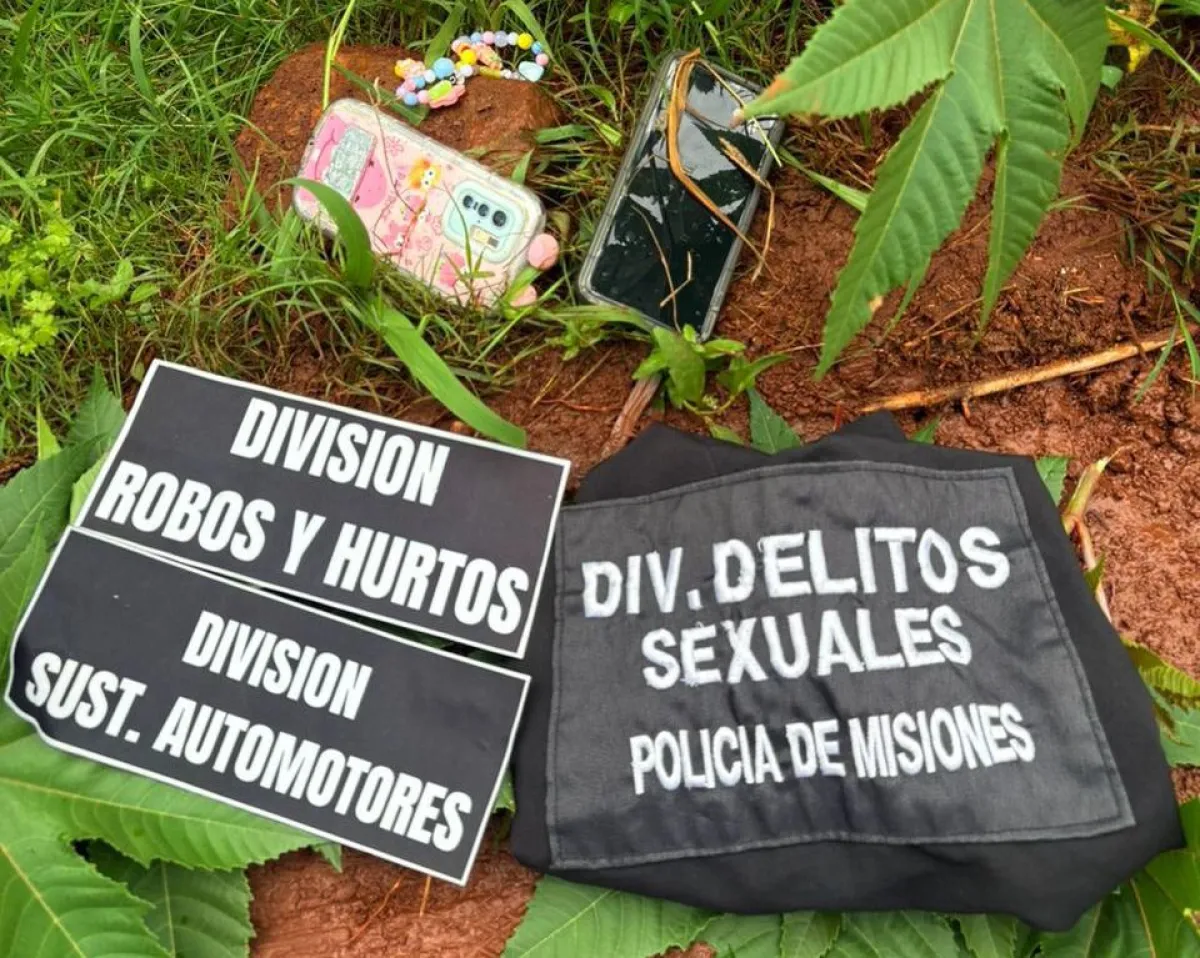 DIVISION
ROBOS Y HURTOS
DIVISION
SUST. AUTOMOTORES
DIV. DELITOS
SEXUALES
POLICIA DE MISIONES